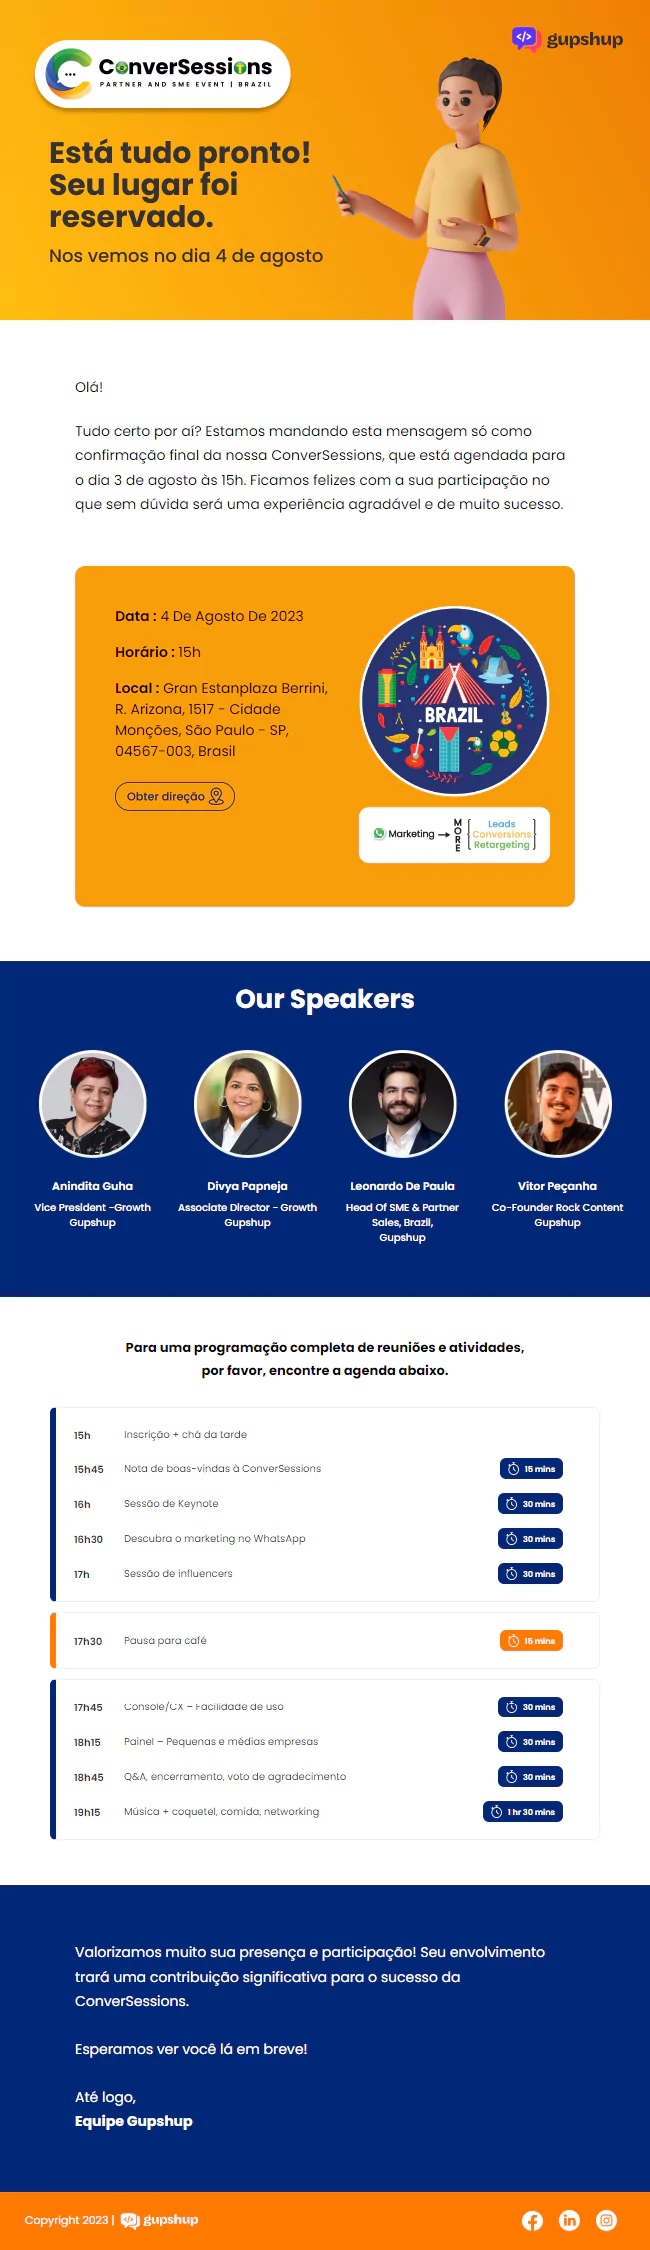 ConverSessions
PARTNER AND SME EVENT | BRAZIL
gupshup
Está tudo pronto!
Seu lugar foi
reservado.
Nos vemos no dia 4 de agosto
Olá!
Tudo certo por aí? Estamos mandando esta mensagem só como
confirmação final da nossa ConverSessions, que está agendada para
o dia 3 de agosto às 15h. Ficamos felizes com a sua participação no
que sem dúvida será uma experiência agradável e de muito sucesso.
Data : 4 De Agosto De 2023
Horário : 15h
Local : Gran Estanplaza Berrini,
R. Arizona, 1517 - Cidade
Monções, São Paulo - SP,
04567-003, Brasil
Obter direção
BRAZIL
Marketing → MORE { Leads
Conversions
Retargeting }
Our Speakers
Anindita Guha
Vice President -Growth
Gupshup
Divya Papneja
Associate Director - Growth
Gupshup
Leonardo De Paula
Head Of SME & Partner
Sales, Brazil,
Gupshup
Vitor Peçanha
Co-Founder Rock Content
Gupshup
Para uma programação completa de reuniões e atividades,
por favor, encontre a agenda abaixo.
15h Inscrição + chá da tarde
15h45 Nota de boas-vindas à ConverSessions 15 mins
16h Sessão de Keynote 30 mins
16h30 Descubra o marketing no WhatsApp 30 mins
17h Sessão de influencers 30 mins
17h30 Pausa para café 15 mins
17h45 Console/CX – Facilidade de uso 30 mins
18h15 Painel – Pequenas e médias empresas 30 mins
18h45 Q&A, encerramento, voto de agradecimento 30 mins
19h15 Música + coquetel, comida, networking 1 hr 30 mins
Valorizamos muito sua presença e participação! Seu envolvimento
trará uma contribuição significativa para o sucesso da
ConverSessions.
Esperamos ver você lá em breve!
Até logo,
Equipe Gupshup
Copyright 2023 | gupshup